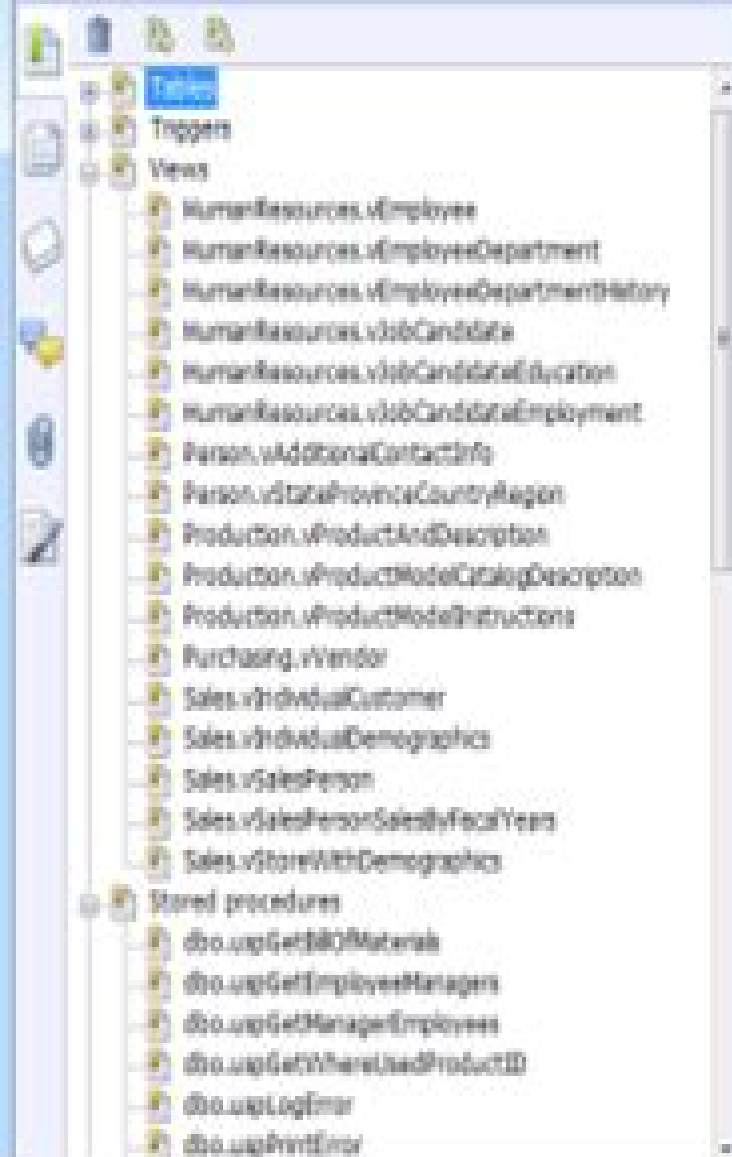 Tables
Triggers
Views
HumanResources.vEmployee
HumanResources.vEmployeeDepartment
HumanResources.vEmployeeDepartmentHistory
HumanResources.vJobCandidate
HumanResources.vJobCandidateEducation
HumanResources.vJobCandidateEmployment
Person.vAdditionalContactInfo
Person.vStateProvinceCountryRegion
Production.vProductAndDescription
Production.vProductModelCatalogDescription
Production.vProductModelInstructions
Purchasing.vVendor
Sales.vIndividualCustomer
Sales.vIndividualDemographics
Sales.vSalesPerson
Sales.vSalesPersonSalesByFiscalYears
Sales.vStoreWithDemographics
Stored procedures
dbo.uspGetBillOfMaterials
dbo.uspGetEmployeeManagers
dbo.uspGetManagerEmployees
dbo.uspGetWhereUsedProductID
dbo.uspLogError
dbo.uspPrintError